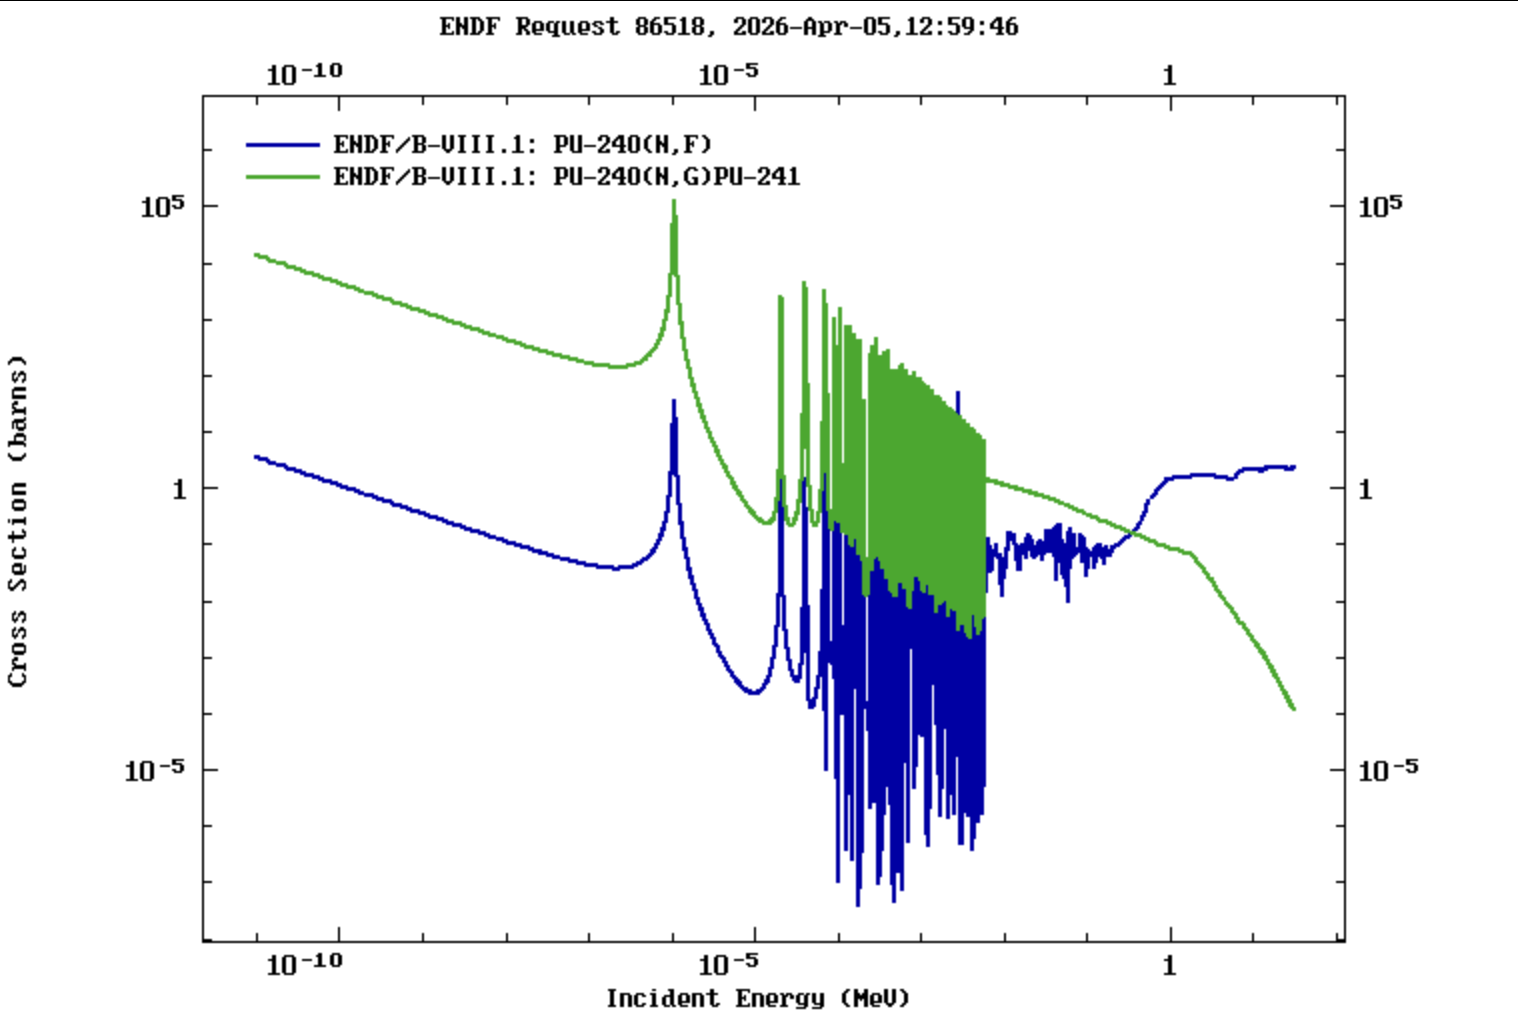 ENDF Request 86518, 2026-Apr-05,12:59:46
10-10 10-5 1
ENDF/B-VIII.1: PU-240(N,F)
ENDF/B-VIII.1: PU-240(N,G)PU-241
105 105
1 1
10-5 10-5
Cross Section (barns)
10-10 10-5 1
Incident Energy (MeV)